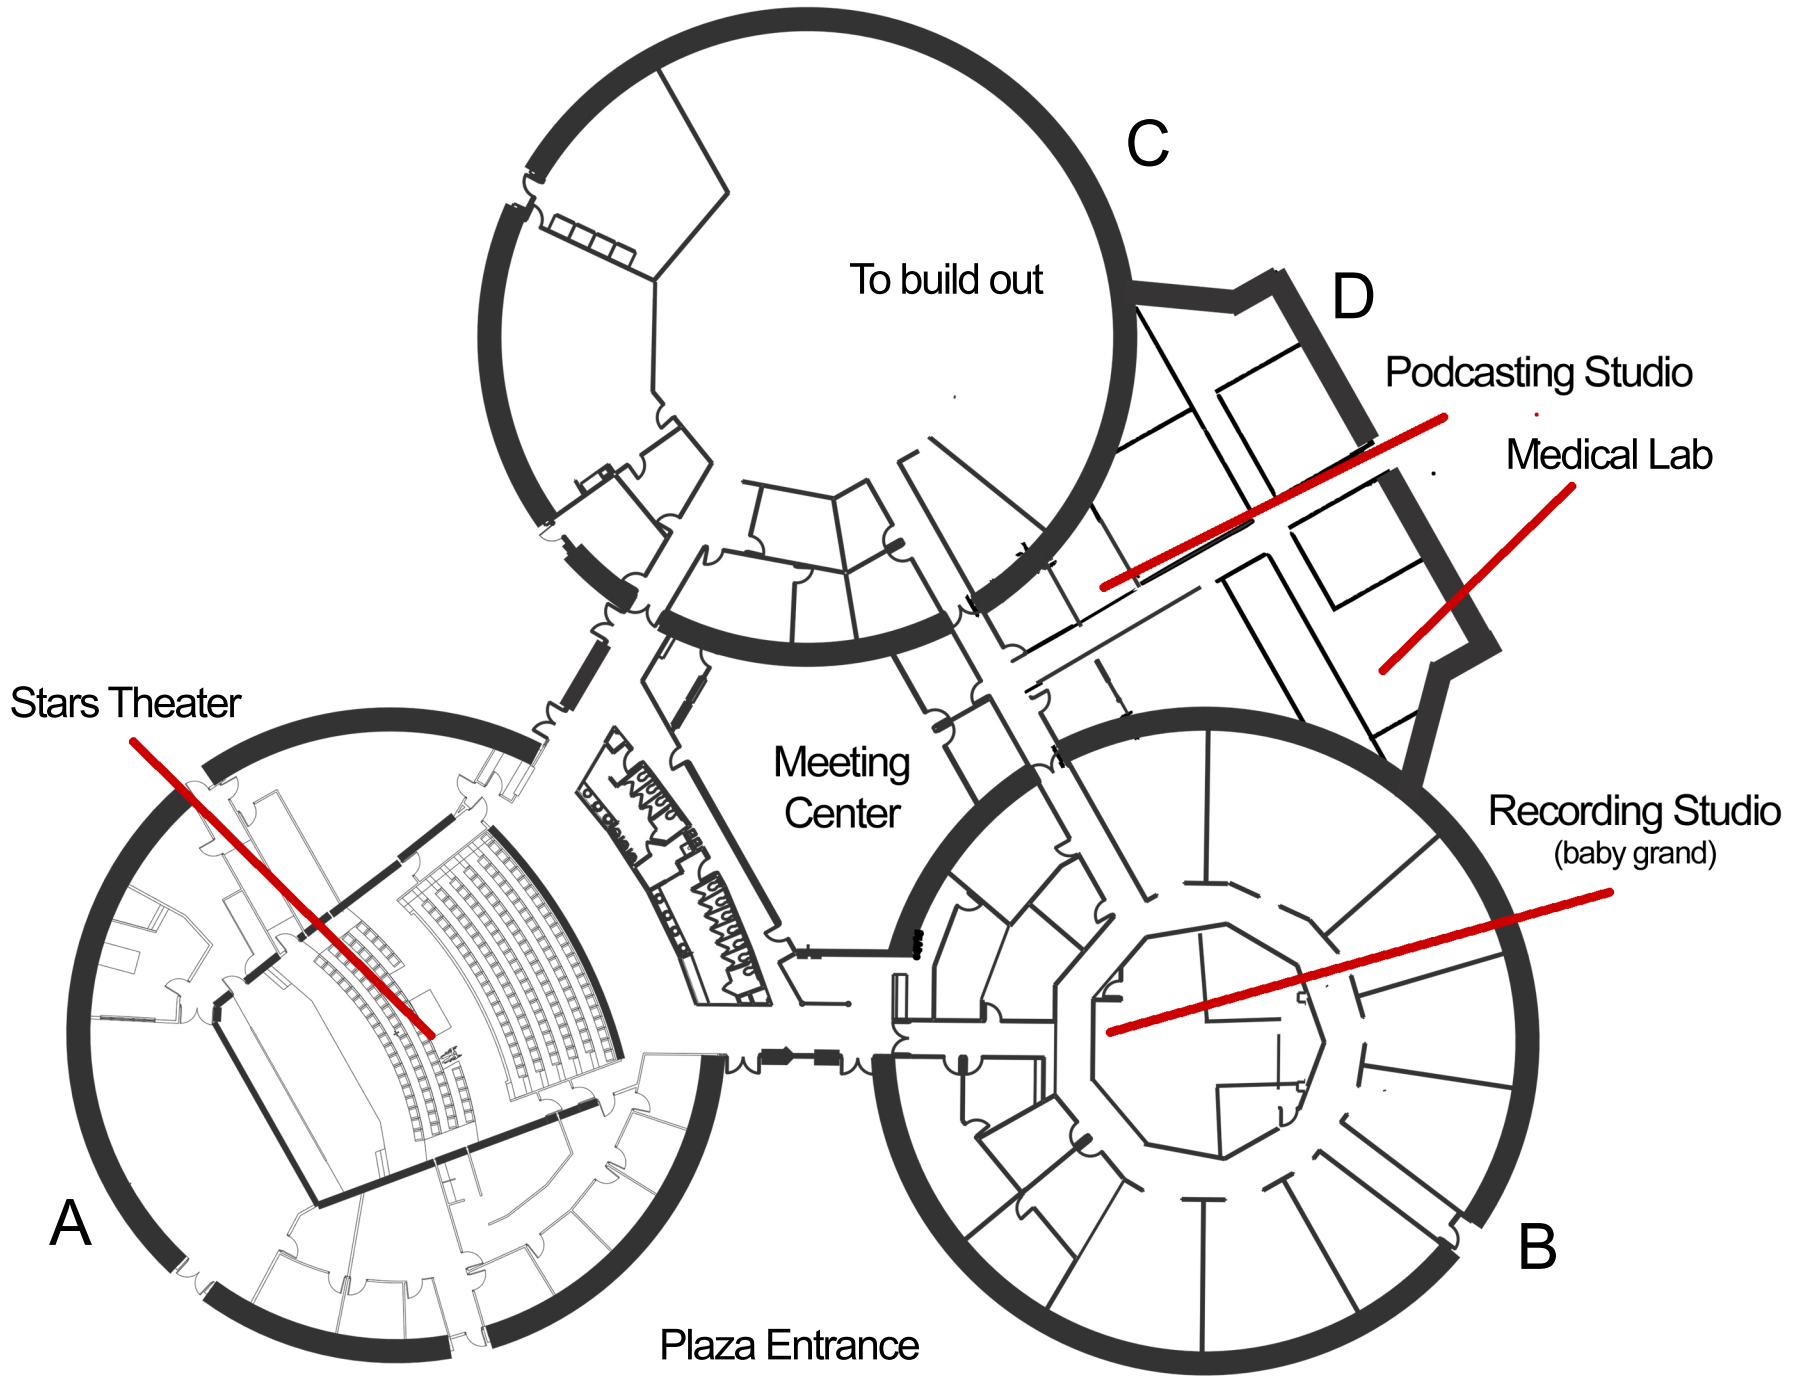 C
To build out
D
Podcasting Studio
Medical Lab
Stars Theater
Meeting
Center
Recording Studio
(baby grand)
A
B
Plaza Entrance